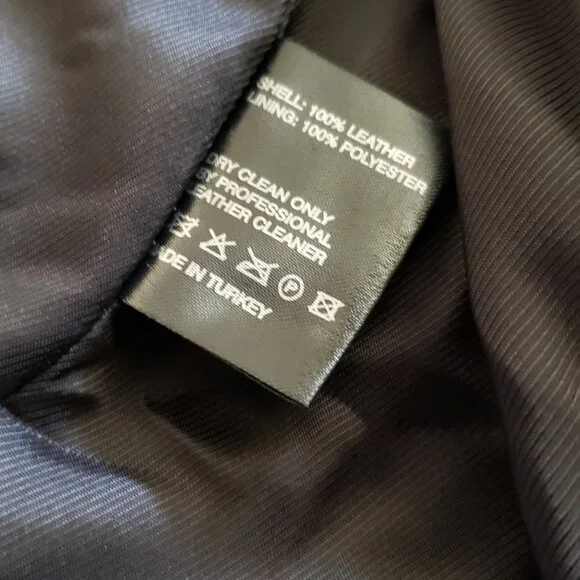 SHELL: 100% LEATHER
LINING: 100% POLYESTER
DRY CLEAN ONLY
BY PROFESSIONAL
LEATHER CLEANER
P
MADE IN TURKEY